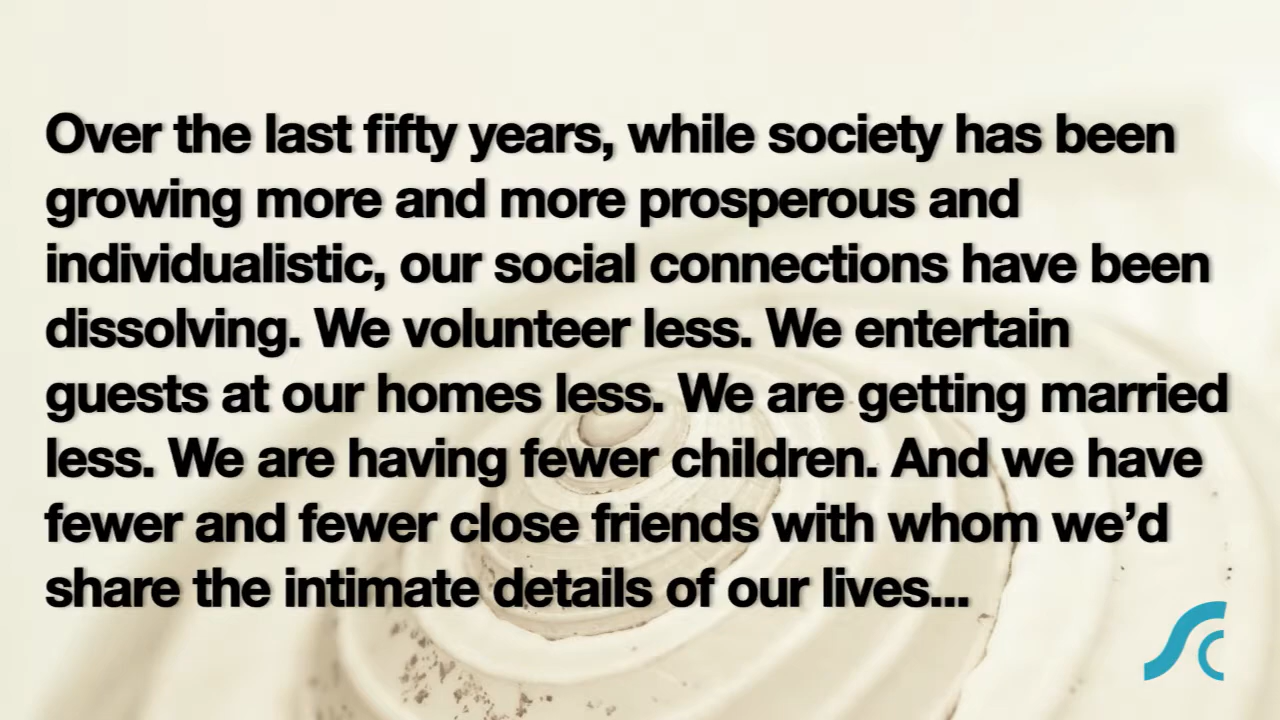 Over the last fifty years, while society has been
growing more and more prosperous and
individualistic, our social connections have been
dissolving. We volunteer less. We entertain
guests at our homes less. We are getting married
less. We are having fewer children. And we have
fewer and fewer close friends with whom we’d
share the intimate details of our lives...